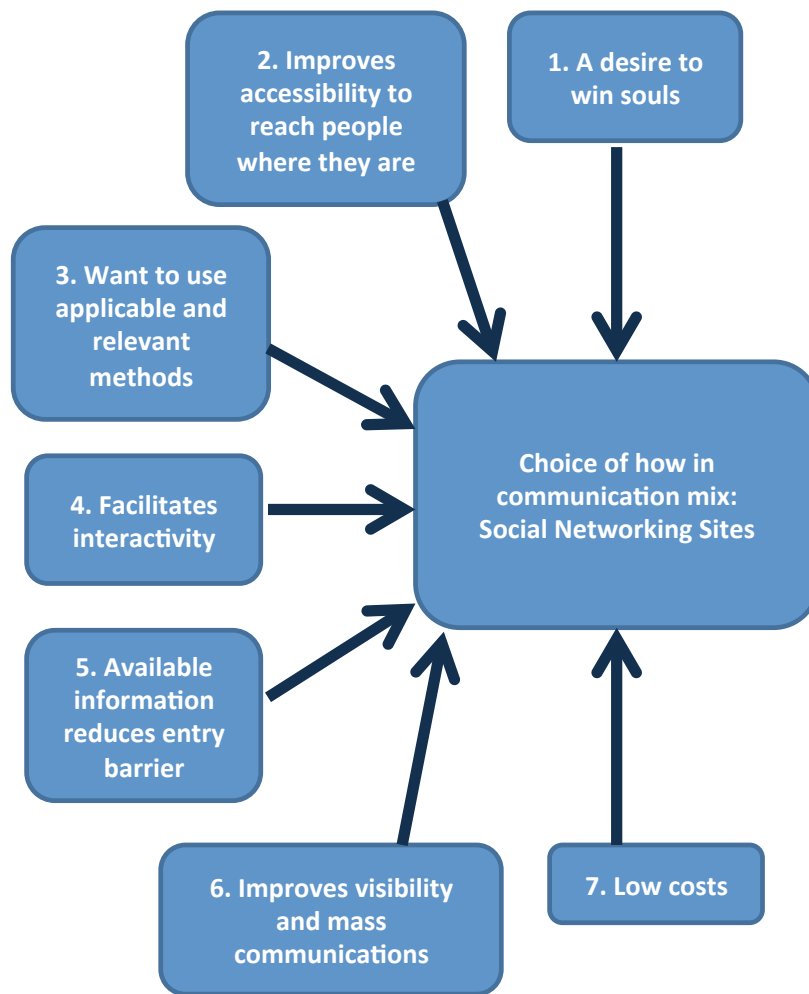 1. A desire to
win souls
2. Improves
accessibility to
reach people
where they are
3. Want to use
applicable and
relevant
methods
4. Facilitates
interactivity
5. Available
information
reduces entry
barrier
6. Improves visibility
and mass
communications
7. Low costs
Choice of how in
communication mix:
Social Networking Sites